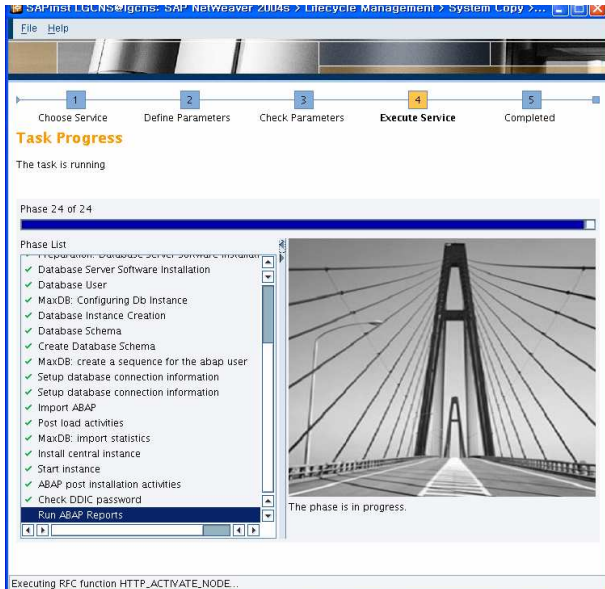 SAPinst LGCNS@lgcns: SAP NetWeaver 2004s > Lifecycle Management > System Copy >...
File Help
1 2 3 4 5
Choose Service Define Parameters Check Parameters Execute Service Completed
Task Progress
The task is running
Phase 24 of 24
Phase List
Preparation: Database Server Software Installation
Database Server Software Installation
Database User
MaxDB: Configuring Db Instance
Database Instance Creation
Database Schema
Create Database Schema
MaxDB: create a sequence for the abap user
Setup database connection information
Setup database connection information
Import ABAP
Post load activities
MaxDB: import statistics
Install central instance
Start instance
ABAP post installation activities
Check DDIC password
Run ABAP Reports
The phase is in progress.
Executing RFC function HTTP_ACTIVATE_NODE...